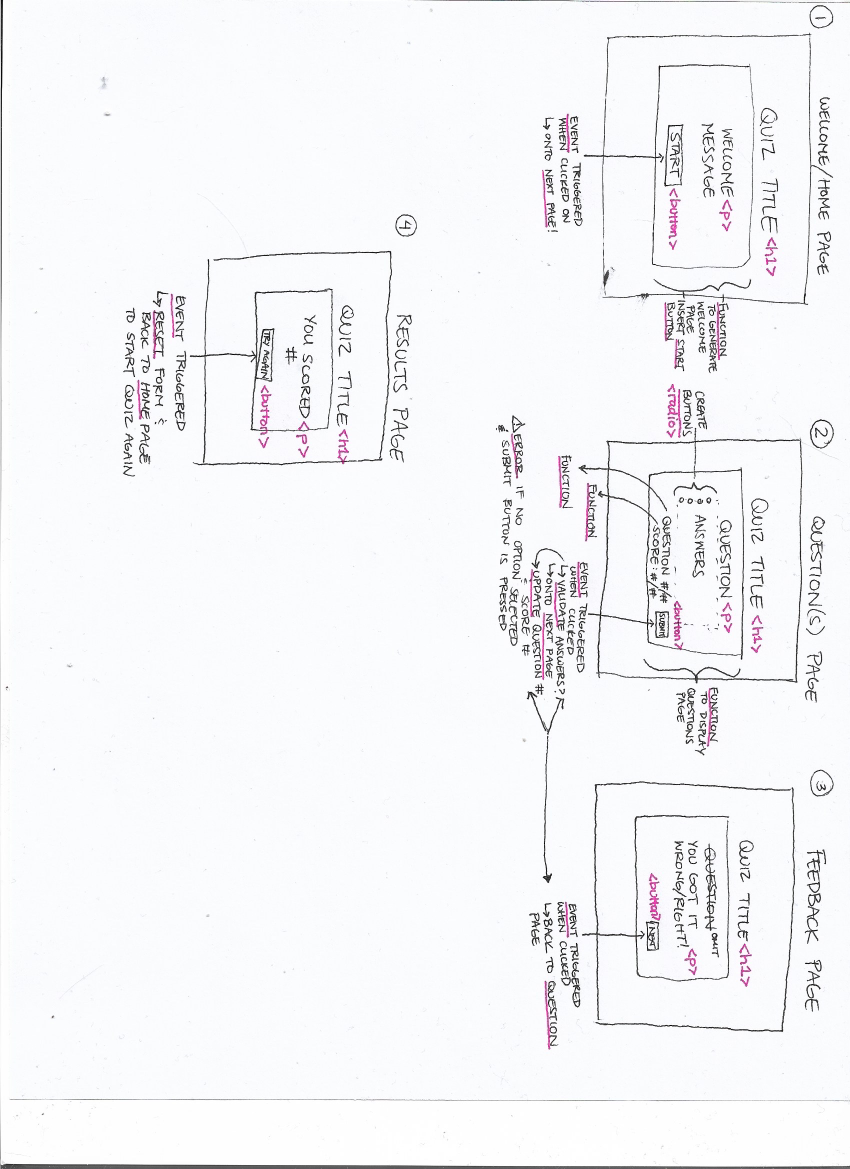 ①
WELCOME/HOME PAGE
QUIZ TITLE <h1>
WELCOME <p>
MESSAGE
START <button>
EVENT TRIGGERED
WHEN CLICKED ON
↳ ONTO NEXT PAGE!
FUNCTION
TO GENERATE
WELCOME
PAGE
INSERT START
BUTTON
②
QUESTION(S) PAGE
QUIZ TITLE <h1>
QUESTION <p>
ANSWERS
QUESTION #/#
SCORE: #/#
<button>
SUBMIT
CREATE
BUTTONS
<radio>
FUNCTION
FUNCTION
EVENT TRIGGERED
WHEN CLICKED
↳ VALIDATE ANSWERS?
↳ ONTO NEXT PAGE
→ UPDATE QUESTION #
& SCORE #
⚠ ERROR IF NO OPTION SELECTED
& SUBMIT BUTTON IS PRESSED
FUNCTION
TO DISPLAY
QUESTIONS
PAGE
③
FEEDBACK PAGE
QUIZ TITLE <h1>
QUESTION OMIT
YOU GOT IT
WRONG/RIGHT! <p>
<button> NEXT
EVENT TRIGGERED
WHEN CLICKED
↳ BACK TO QUESTION
PAGE
④
RESULTS PAGE
QUIZ TITLE <h1>
YOU SCORED <p>
#
TRY AGAIN <button>
EVENT TRIGGERED
↳ RESET FORM &
BACK TO HOME PAGE
TO START QUIZ AGAIN